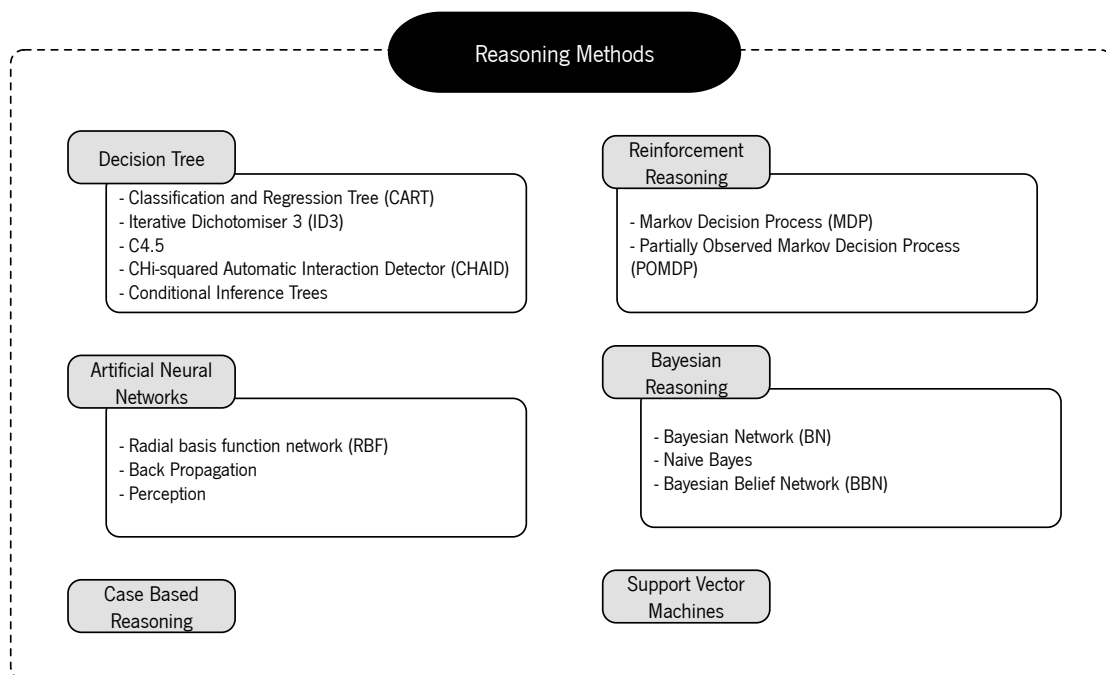 Reasoning Methods
Decision Tree
- Classification and Regression Tree (CART)
- Iterative Dichotomiser 3 (ID3)
- C4.5
- CHi-squared Automatic Interaction Detector (CHAID)
- Conditional Inference Trees
Reinforcement
Reasoning
- Markov Decision Process (MDP)
- Partially Observed Markov Decision Process
(POMDP)
Artificial Neural
Networks
- Radial basis function network (RBF)
- Back Propagation
- Perception
Bayesian
Reasoning
- Bayesian Network (BN)
- Naive Bayes
- Bayesian Belief Network (BBN)
Case Based
Reasoning
Support Vector
Machines